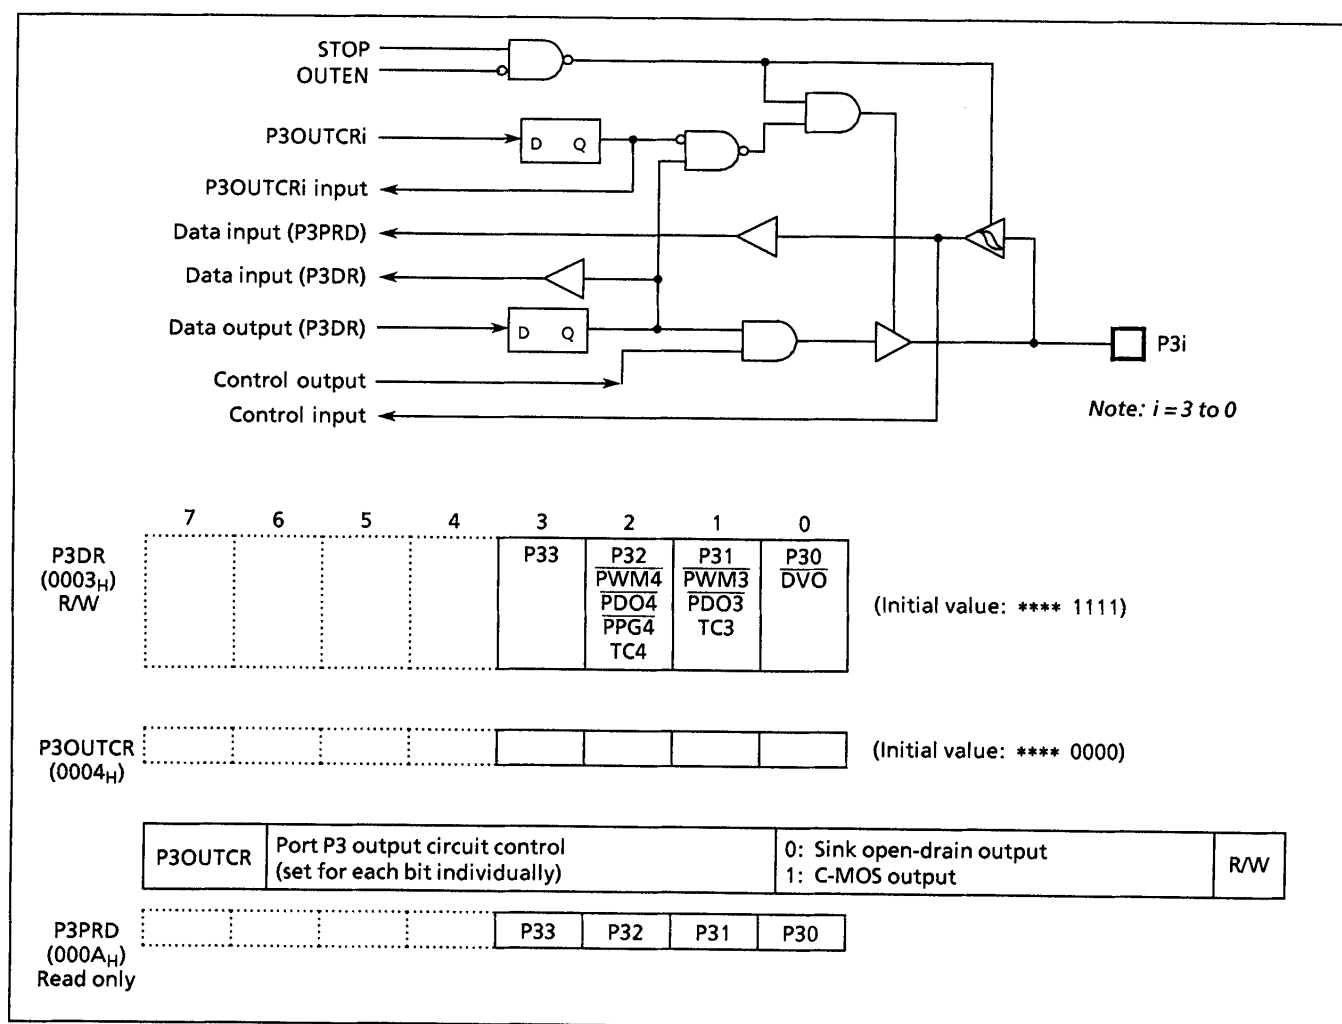 STOP
OUTEN
P3OUTCRi
D Q
P3OUTCRi input
Data input (P3PRD)
Data input (P3DR)
Data output (P3DR)
D Q
P3i
Control output
Control input
Note: i = 3 to 0
7 6 5 4 3 2 1 0
P3DR
(0003H)
R/W
P33
P32
PWM4
PDO4
PPG4
TC4
P31
PWM3
PDO3
TC3
P30
DVO
(Initial value: **** 1111)
P3OUTCR
(0004H)
(Initial value: **** 0000)
P3OUTCR
Port P3 output circuit control
(set for each bit individually)
0: Sink open-drain output
1: C-MOS output
R/W
P3PRD
(000AH)
Read only
P33 P32 P31 P30